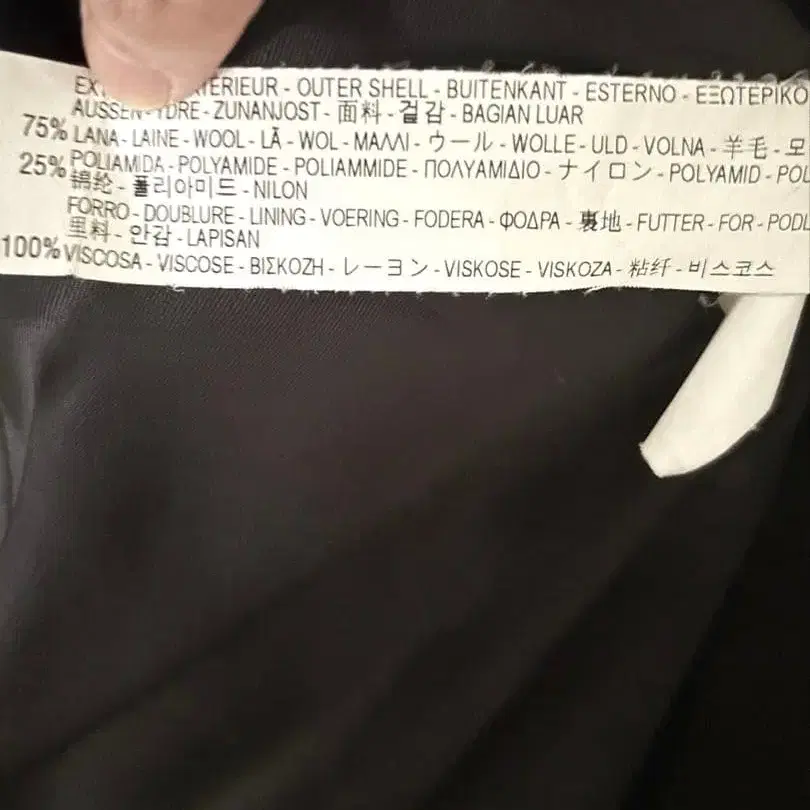 EX TERIEUR - OUTER SHELL - BUITENKANT - ESTERNO - ΕΞΩΤΕΡΙΚΟ
AUSSEN - YDRE - ZUNANJOST - 面料 - 겉감 - BAGIAN LUAR
75% LANA - LAINE - WOOL - LÃ - WOL - ΜΑΛΛΙ - ウール - WOLLE - ULD - VOLNA - 羊毛 - 모
25% POLIAMIDA - POLYAMIDE - POLIAMMIDE - ΠΟΛΥΑΜΙΔΙΟ - ナイロン - POLYAMID - POL
锦纶 - 폴리아미드 - NILON
FORRO - DOUBLURE - LINING - VOERING - FODERA - ΦΟΔΡΑ - 裏地 - FUTTER - FOR - PODL
里料 - 안감 - LAPISAN
100% VISCOSA - VISCOSE - ΒΙΣΚΟΖΗ - レーヨン - VISKOSE - VISKOZA - 粘纤 - 비스코스